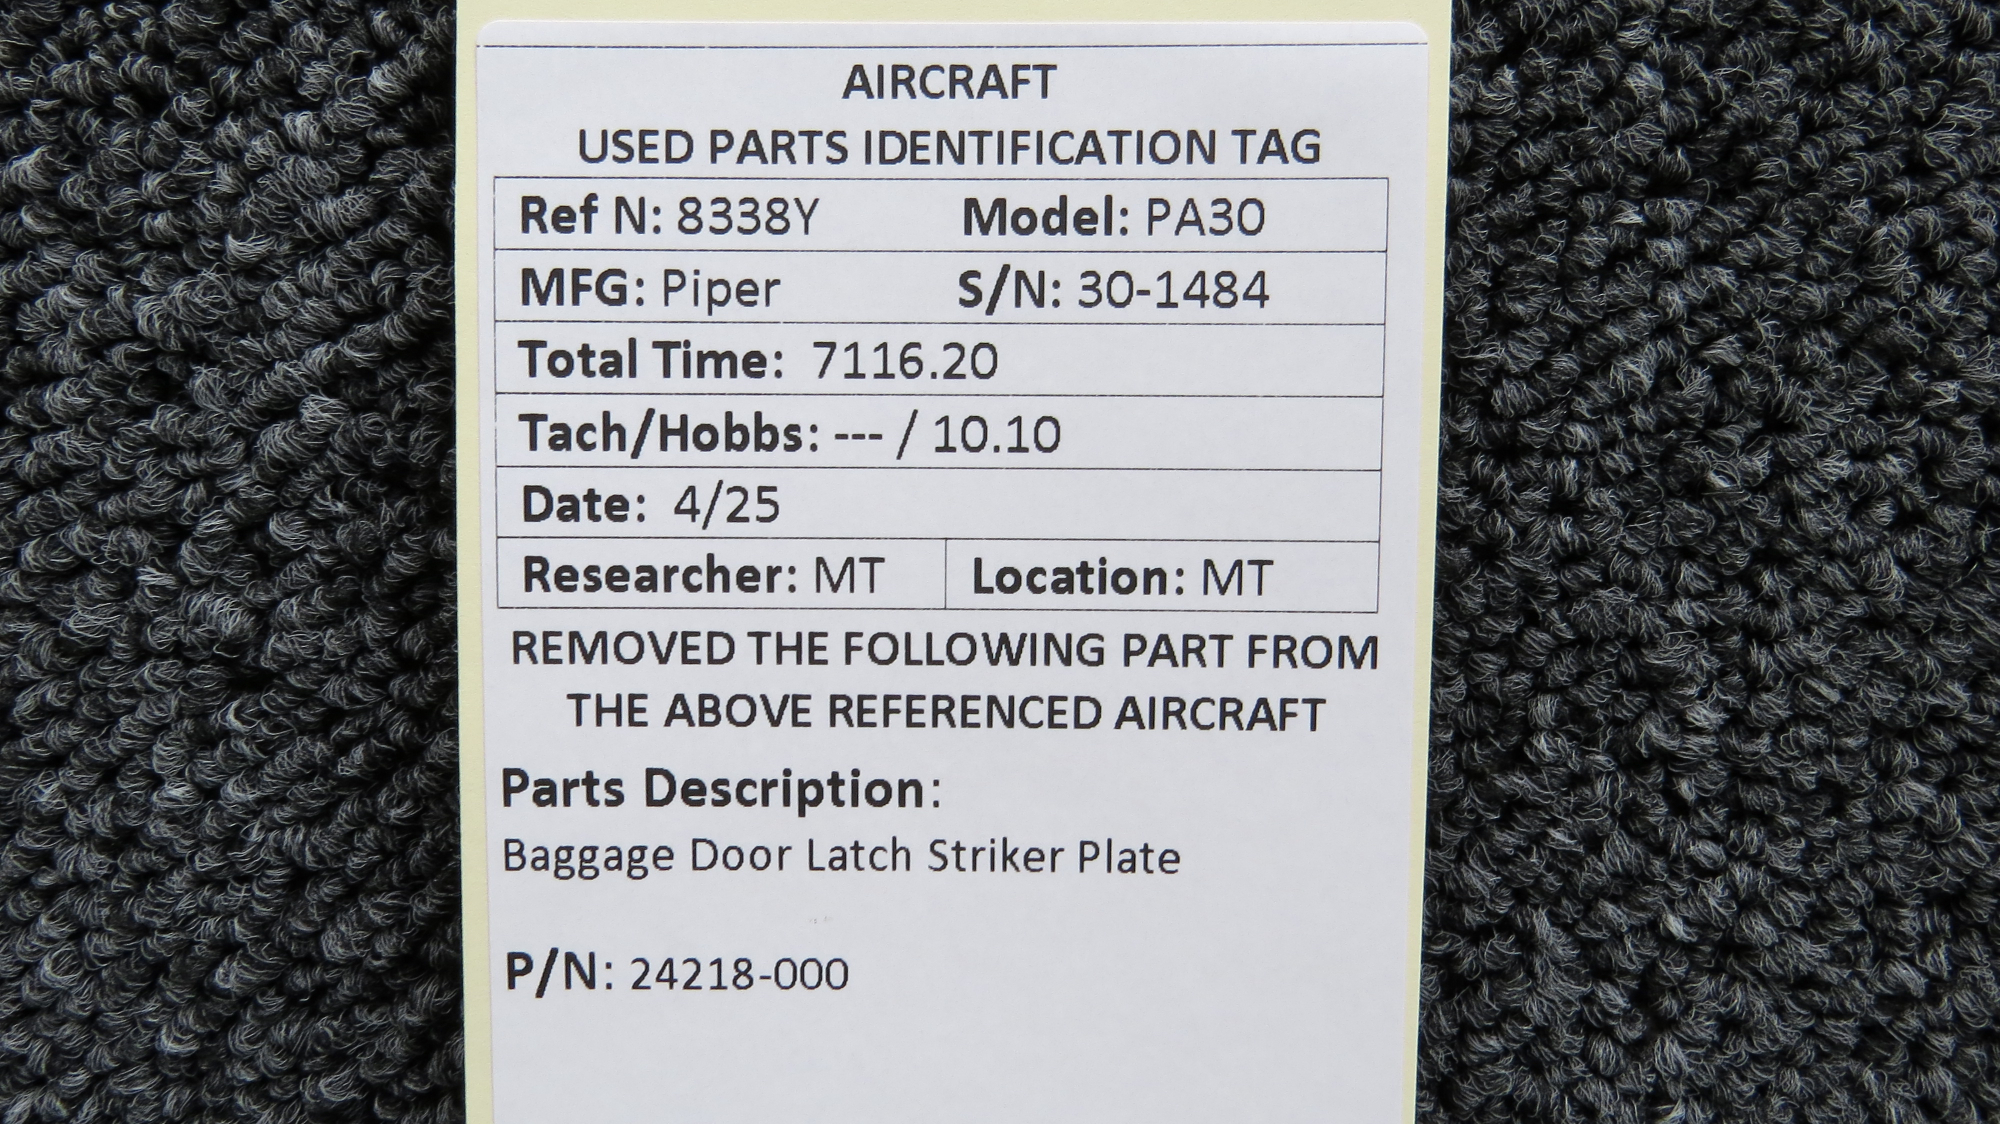 AIRCRAFT
USED PARTS IDENTIFICATION TAG
Ref N: 8338Y Model: PA30
MFG: Piper S/N: 30-1484
Total Time: 7116.20
Tach/Hobbs: --- / 10.10
Date: 4/25
Researcher: MT Location: MT
REMOVED THE FOLLOWING PART FROM
THE ABOVE REFERENCED AIRCRAFT
Parts Description:
Baggage Door Latch Striker Plate
P/N: 24218-000